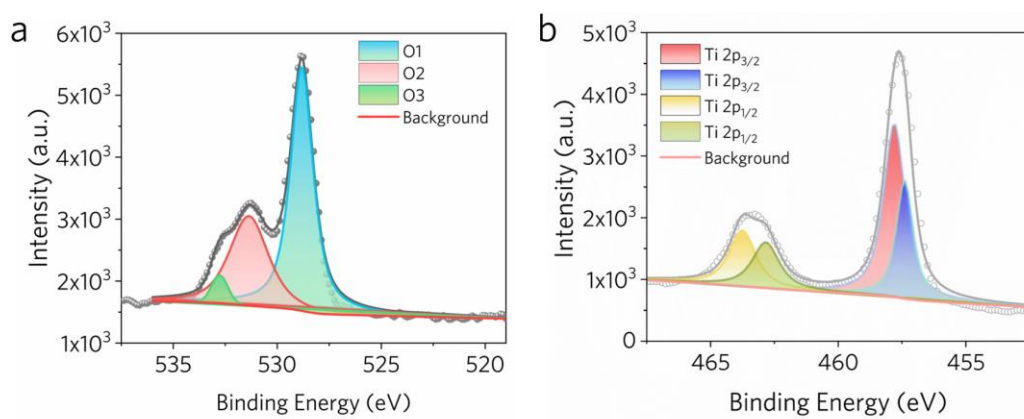 a
6x10³
5x10³
4x10³
3x10³
2x10³
1x10³
Intensity (a.u.)
O1
O2
O3
Background
535
530
525
520
Binding Energy (eV)
b
5x10³
4x10³
3x10³
2x10³
1x10³
0
Intensity (a.u.)
Ti 2p₃/₂
Ti 2p₃/₂
Ti 2p₁/₂
Ti 2p₁/₂
Background
465
460
455
Binding Energy (eV)